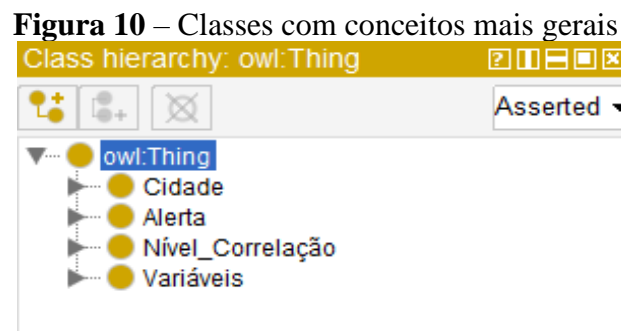 Figura 10 – Classes com conceitos mais gerais
Class hierarchy: owl:Thing
Asserted
owl:Thing
Cidade
Alerta
Nível_Correlação
Variáveis